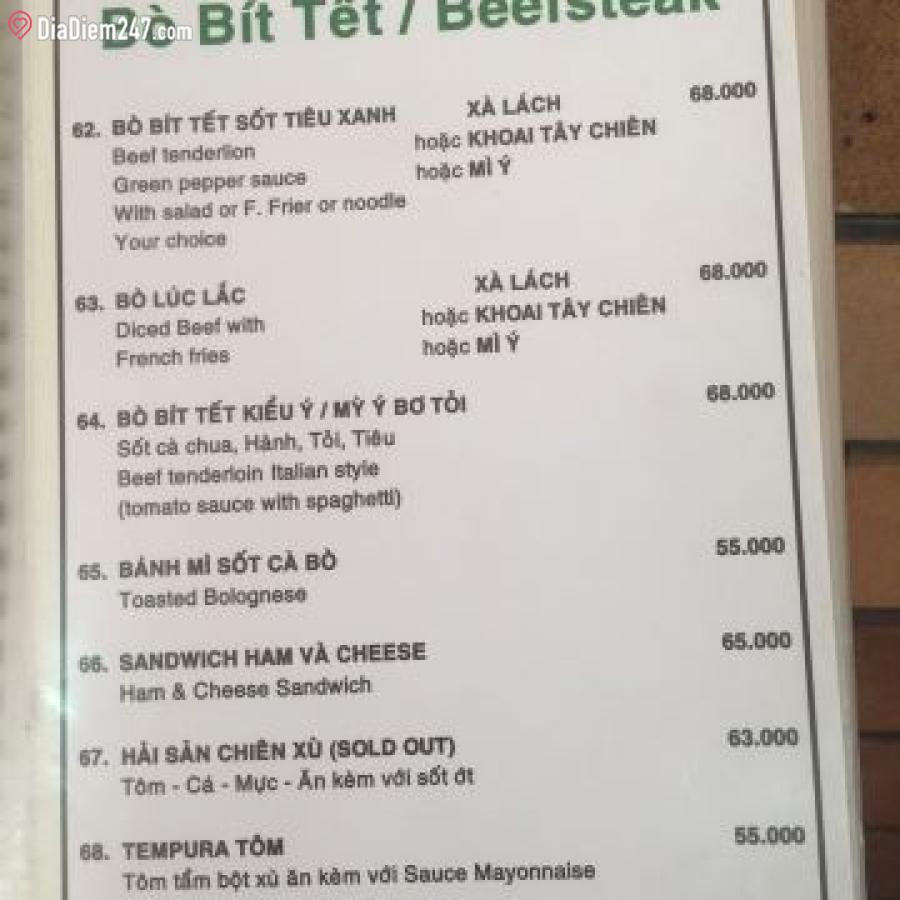 DiaDiem247.com
Bò Bít Tết / Beefsteak
62. BÒ BÍT TẾT SỐT TIÊU XANH XÀ LÁCH 68.000
Beef tenderlion hoặc KHOAI TÂY CHIÊN
Green pepper sauce hoặc MÌ Ý
With salad or F. Frier or noodle
Your choice
63. BÒ LÚC LẮC XÀ LÁCH 68.000
Diced Beef with hoặc KHOAI TÂY CHIÊN
French fries hoặc MÌ Ý
64. BÒ BÍT TẾT KIỂU Ý / MỲ Ý BƠ TỎI 68.000
Sốt cà chua, Hành, Tỏi, Tiêu
Beef tenderloin Italian style
(tomato sauce with spaghetti)
65. BÁNH MÌ SỐT CÀ BÒ 55.000
Toasted Bolognese
66. SANDWICH HAM VÀ CHEESE 65.000
Ham & Cheese Sandwich
67. HẢI SẢN CHIÊN XÙ (SOLD OUT) 63.000
Tôm - Cá - Mực - Ăn kèm với sốt ớt
68. TEMPURA TÔM 55.000
Tôm tẩm bột xù ăn kèm với Sauce Mayonnaise